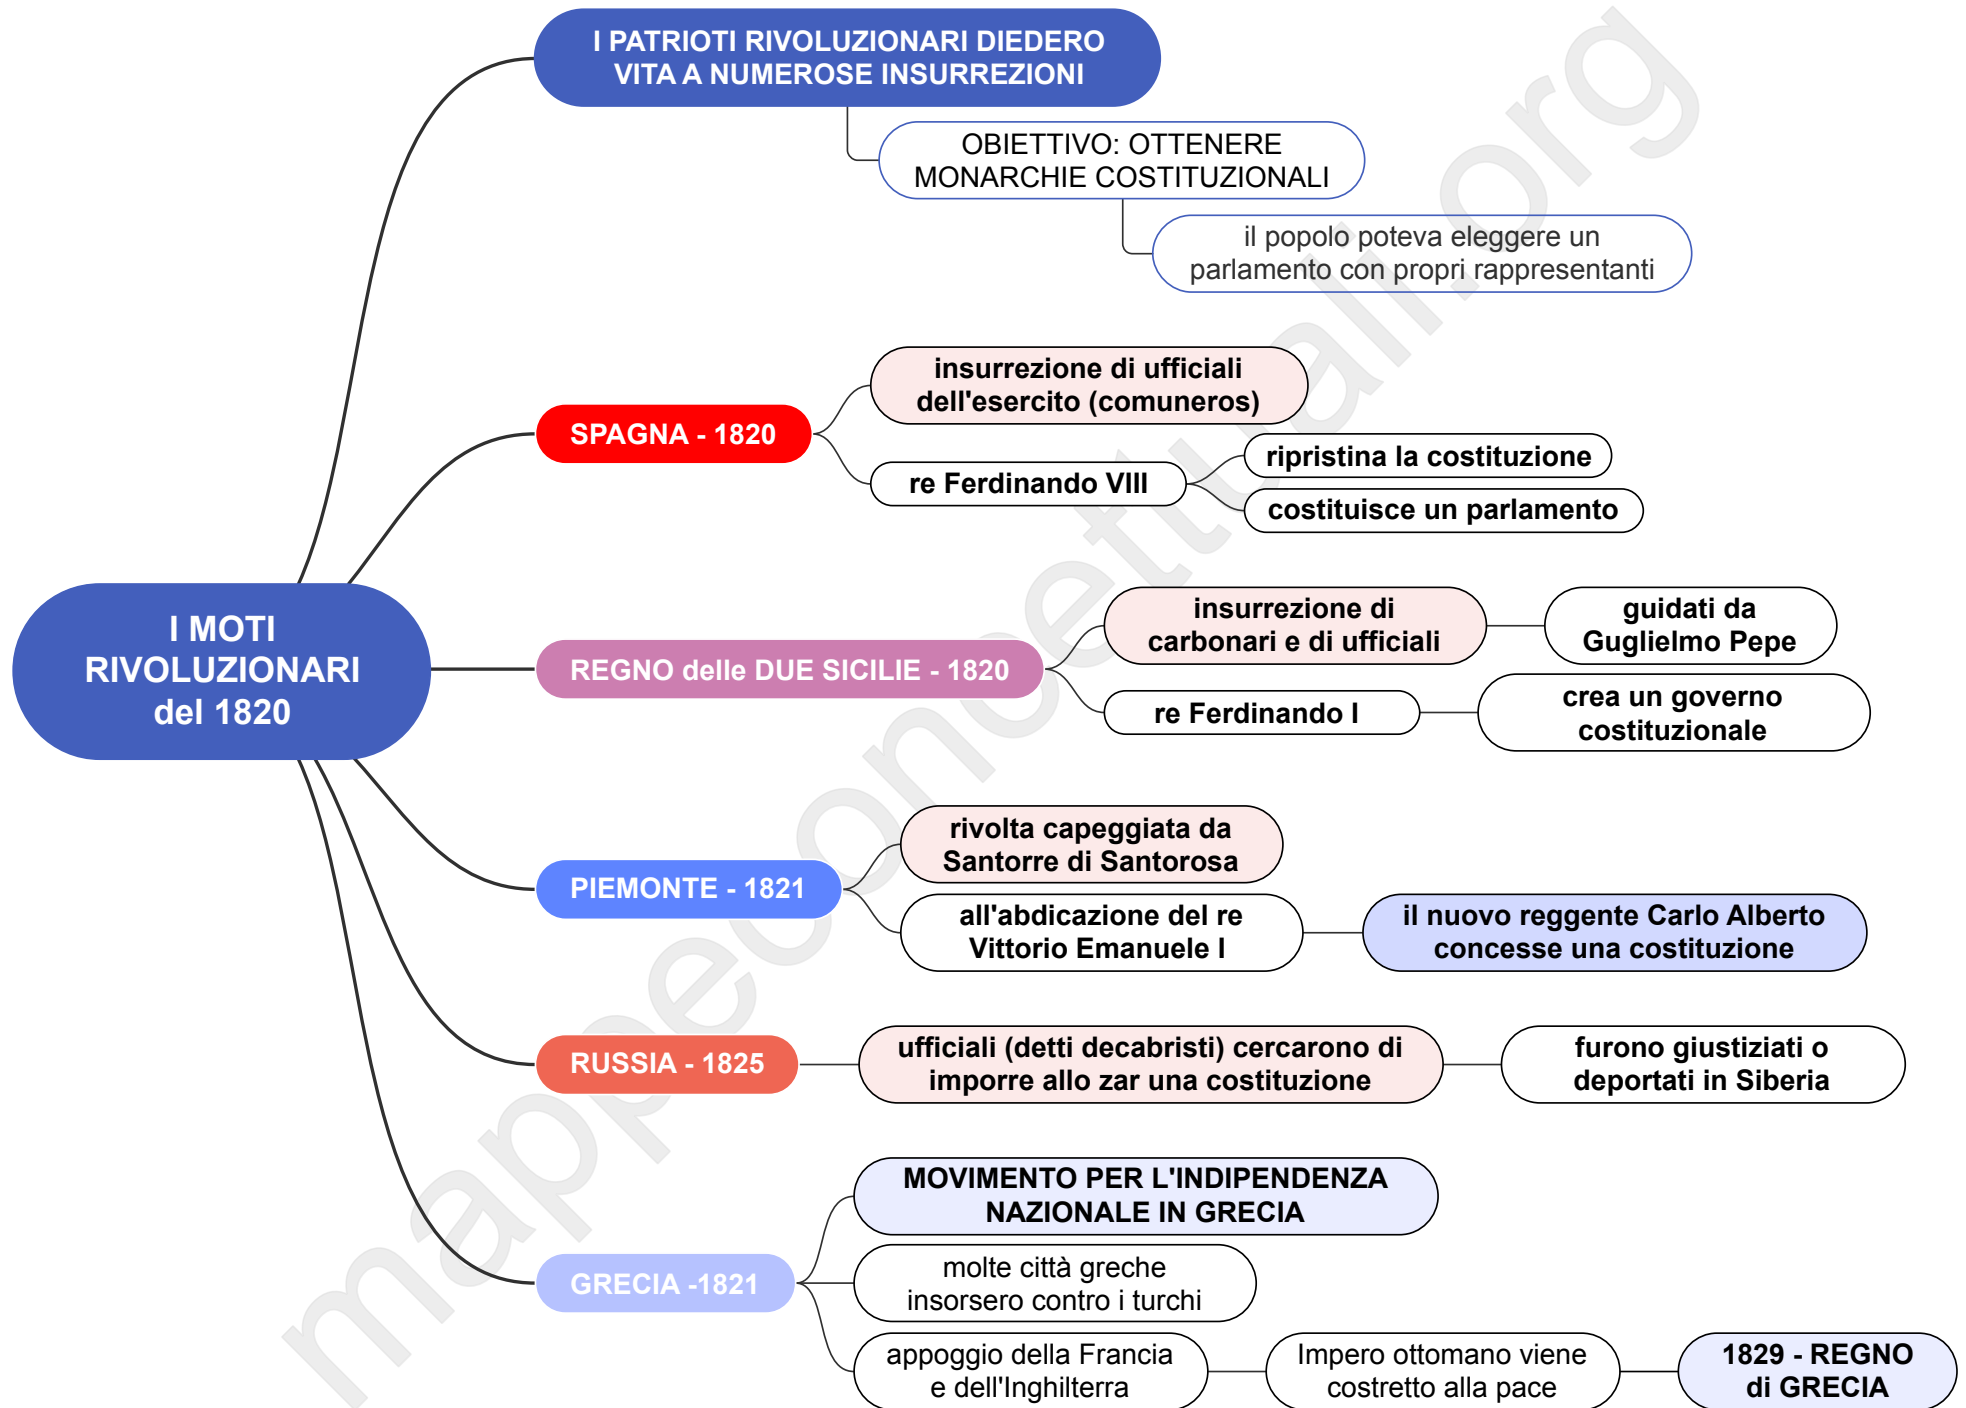 I PATRIOTI RIVOLUZIONARI DIEDERO
VITA A NUMEROSE INSURREZIONI
OBIETTIVO: OTTENERE
MONARCHIE COSTITUZIONALI
il popolo poteva eleggere un
parlamento con propri rappresentanti
I MOTI
RIVOLUZIONARI
del 1820
SPAGNA - 1820
insurrezione di ufficiali
dell'esercito (comuneros)
re Ferdinando VIII
ripristina la costituzione
costituisce un parlamento
REGNO delle DUE SICILIE - 1820
insurrezione di
carbonari e di ufficiali
guidati da
Guglielmo Pepe
re Ferdinando I
crea un governo
costituzionale
PIEMONTE - 1821
rivolta capeggiata da
Santorre di Santorosa
all'abdicazione del re
Vittorio Emanuele I
il nuovo reggente Carlo Alberto
concesse una costituzione
RUSSIA - 1825
ufficiali (detti decabristi) cercarono di
imporre allo zar una costituzione
furono giustiziati o
deportati in Siberia
GRECIA -1821
MOVIMENTO PER L'INDIPENDENZA
NAZIONALE IN GRECIA
molte città greche
insorsero contro i turchi
appoggio della Francia
e dell'Inghilterra
Impero ottomano viene
costretto alla pace
1829 - REGNO
di GRECIA
mappeconcettuali.org